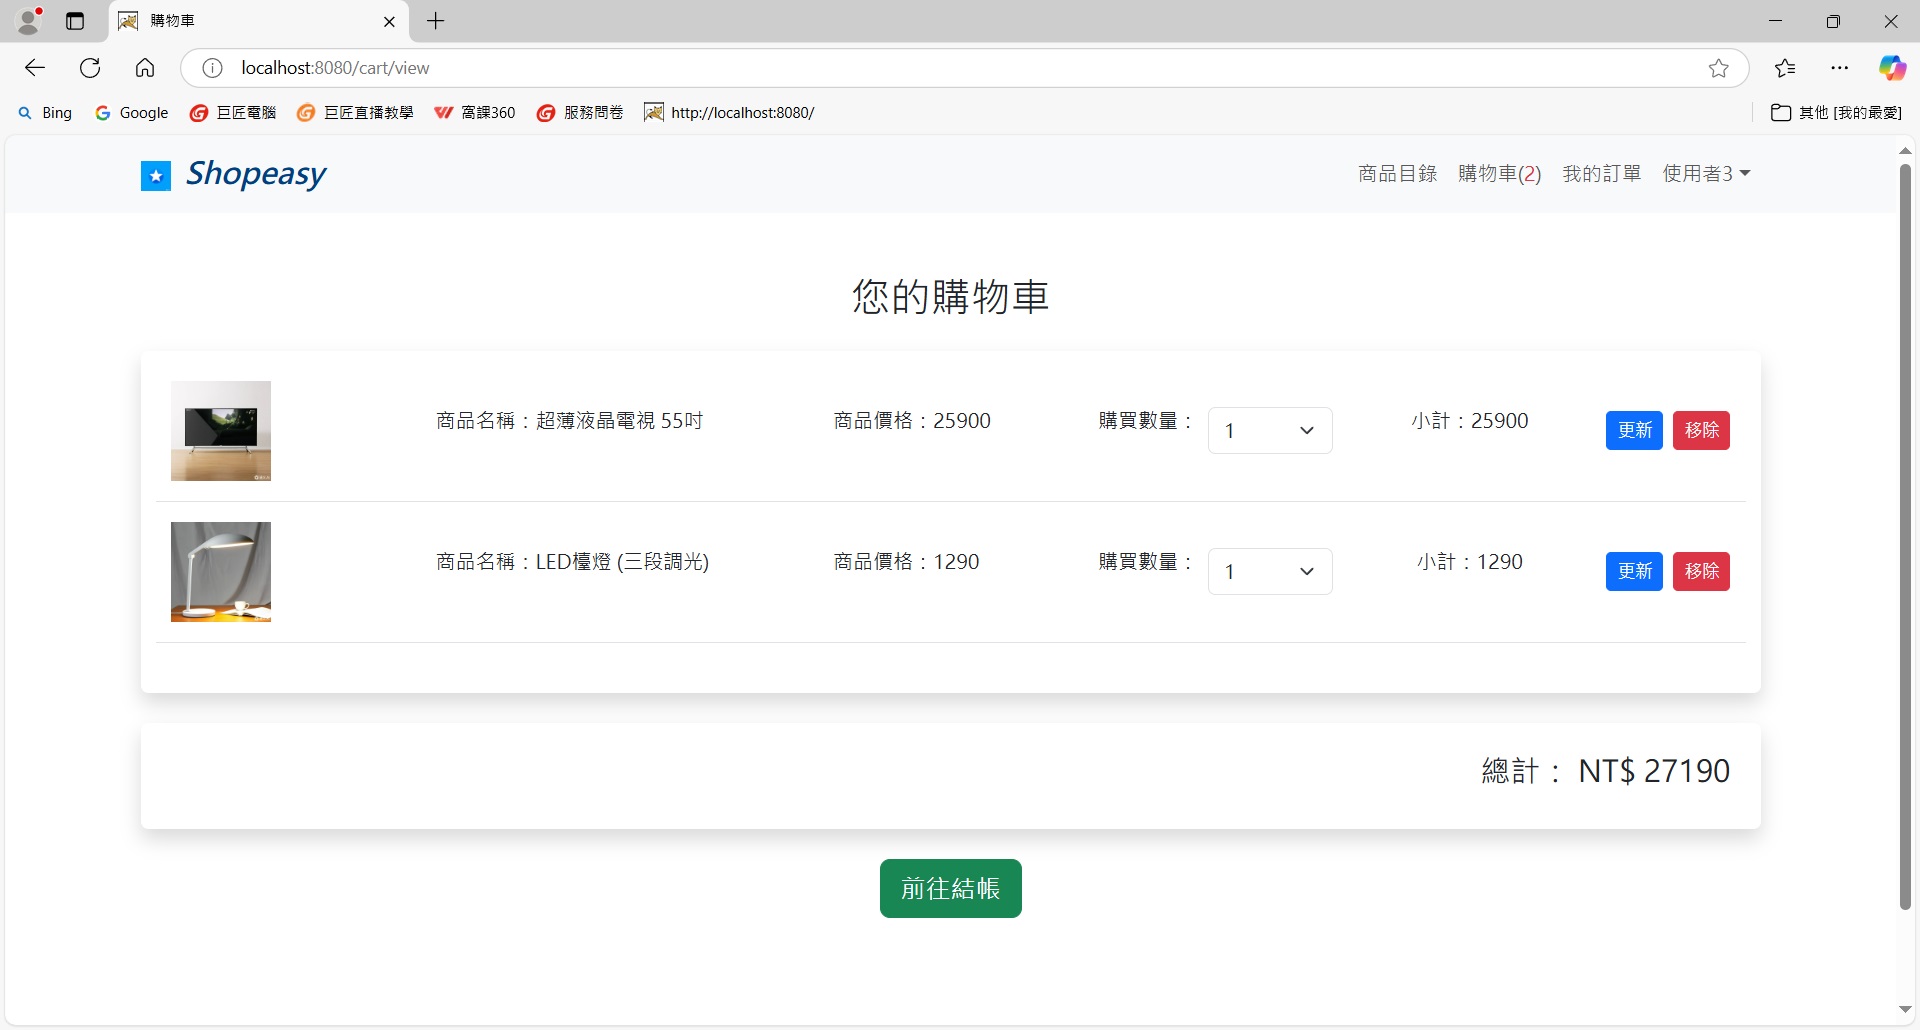 購物車
localhost:8080/cart/view
Bing Google 巨匠電腦 巨匠直播教學 窩課360 服務問卷 http://localhost:8080/ 其他 [我的最愛]
Shopeasy 商品目錄 購物車(2) 我的訂單 使用者3
您的購物車
商品名稱：超薄液晶電視 55吋 商品價格：25900 購買數量： 1 小計：25900 更新 移除
商品名稱：LED檯燈 (三段調光) 商品價格：1290 購買數量： 1 小計：1290 更新 移除
總計： NT$ 27190
前往結帳